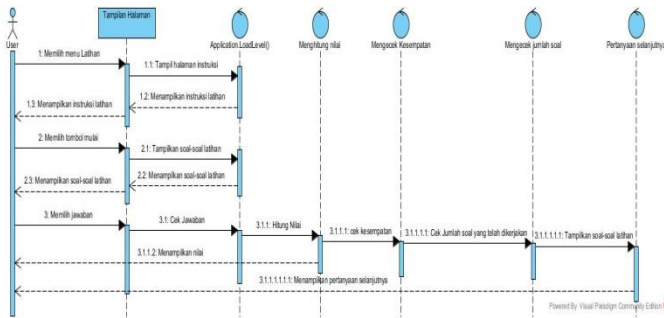 Tampilan Halaman
User
Application.LoadLevel()
Menghitung nilai
Mengecek Kesempatan
Mengecek jumlah soal
Pertanyaan selanjutnya
1: Memilih menu Latihan
1.1: Tampil halaman instruksi
1.2: Menampilkan instruksi latihan
1.3: Menampilkan instruksi latihan
2: Memilih tombol mulai
2.1: Tampilkan soal-soal latihan
2.2: Menampilkan soal-soal latihan
2.3: Menampilkan soal-soal latihan
3: Memilih jawaban
3.1: Cek Jawaban
3.1.1: Hitung Nilai
3.1.1.1: cek kesempatan
3.1.1.1.1: Cek Jumlah soal yang telah dikerjakan
3.1.1.1.1.1: Tampilkan soal-soal latihan
3.1.1.2: Menampilkan nilai
3.1.1.1.1.1.1: Menampilkan pertanyaan selanjutnya
Powered By Visual Paradigm Community Edition